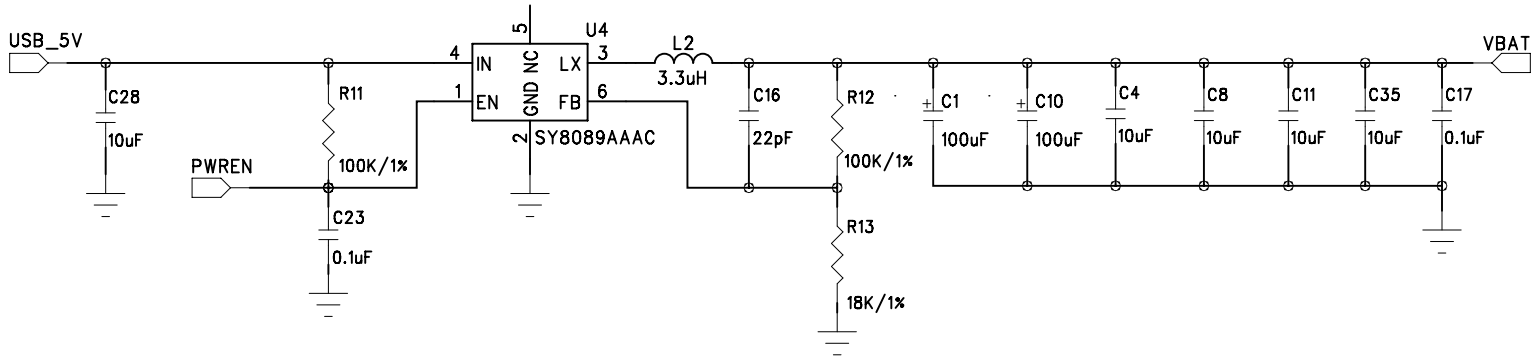 USB_5V
C28
10uF
R11
100K/1%
PWREN
C23
0.1uF
5
U4
4
IN
NC
LX
3
1
EN
GND
FB
6
2
SY8089AAAC
L2
3.3uH
C16
22pF
R12
100K/1%
R13
18K/1%
+
C1
100uF
+
C10
100uF
C4
10uF
C8
10uF
C11
10uF
C35
10uF
C17
0.1uF
VBAT